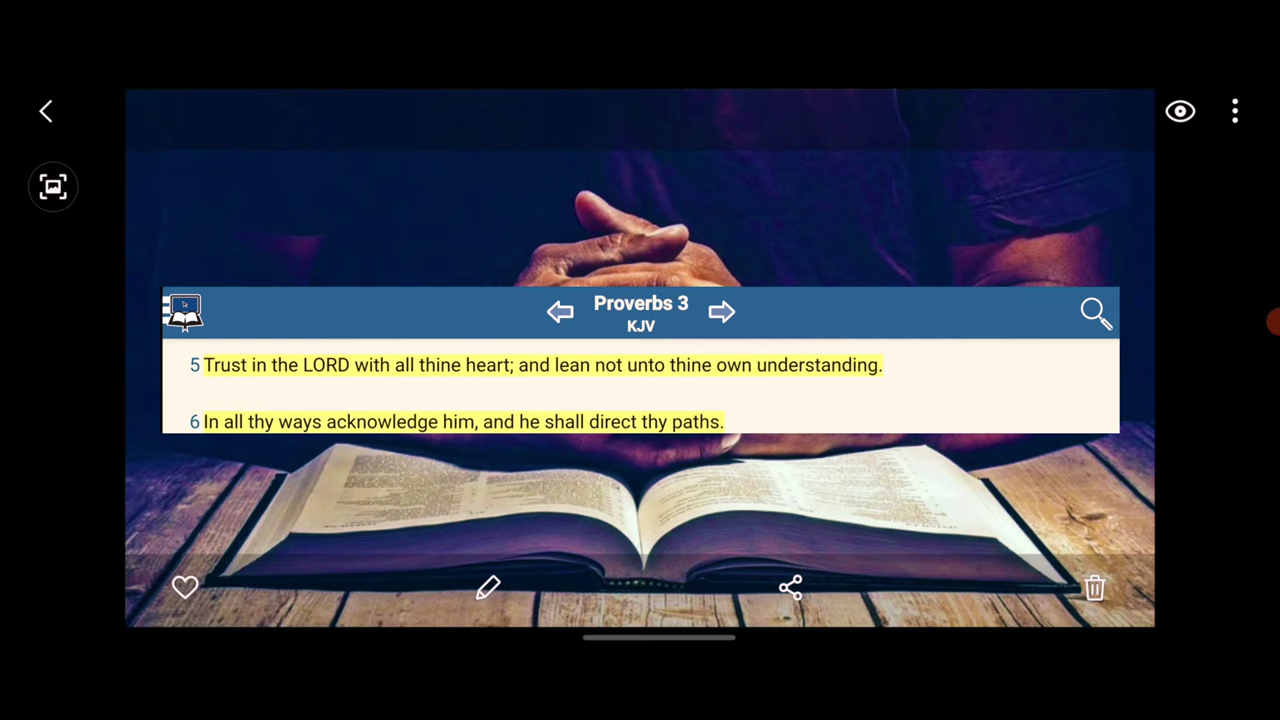 Proverbs 3
KJV
5 Trust in the LORD with all thine heart; and lean not unto thine own understanding.
6 In all thy ways acknowledge him, and he shall direct thy paths.